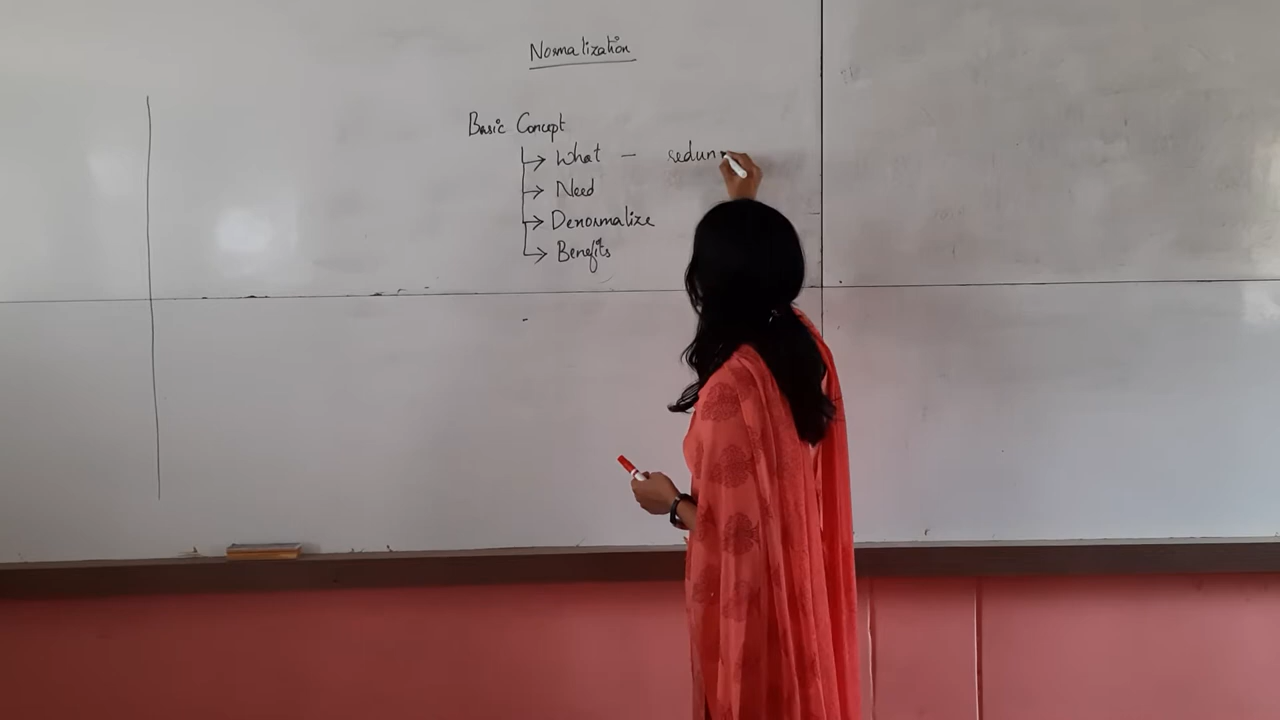 Normalization
Basic Concept
→ What — redun
→ Need
→ Denormalize
→ Benefits